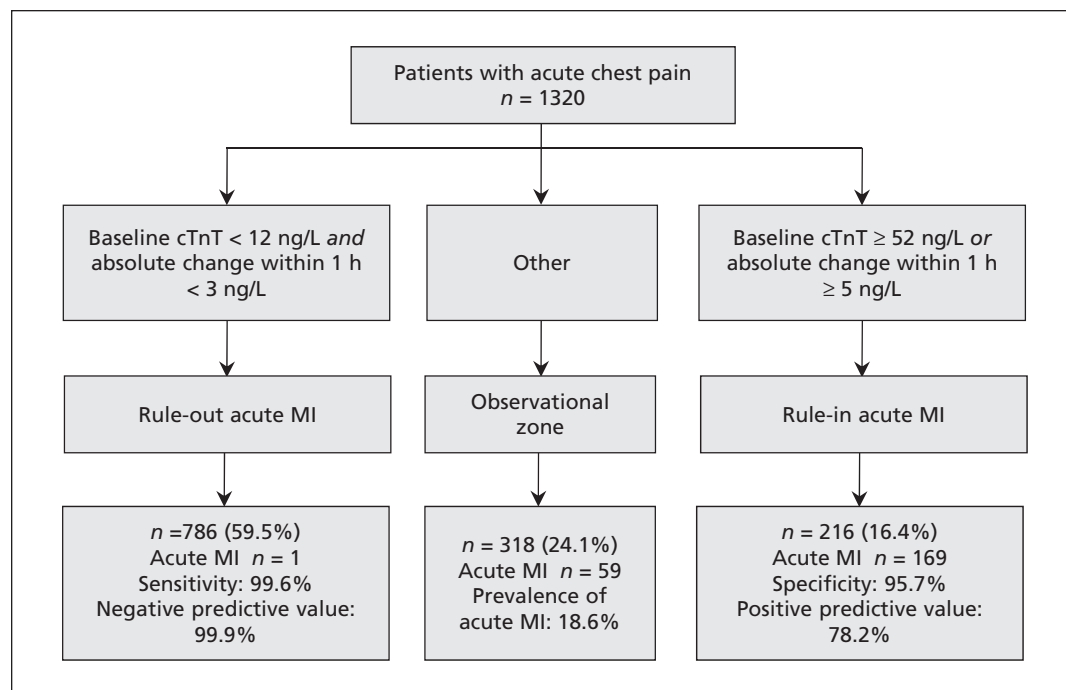 Patients with acute chest pain
n = 1320
Baseline cTnT < 12 ng/L and
absolute change within 1 h
< 3 ng/L
Other
Baseline cTnT ≥ 52 ng/L or
absolute change within 1 h
≥ 5 ng/L
Rule-out acute MI
Observational
zone
Rule-in acute MI
n =786 (59.5%)
Acute MI n = 1
Sensitivity: 99.6%
Negative predictive value:
99.9%
n = 318 (24.1%)
Acute MI n = 59
Prevalence of
acute MI: 18.6%
n = 216 (16.4%)
Acute MI n = 169
Specificity: 95.7%
Positive predictive value:
78.2%